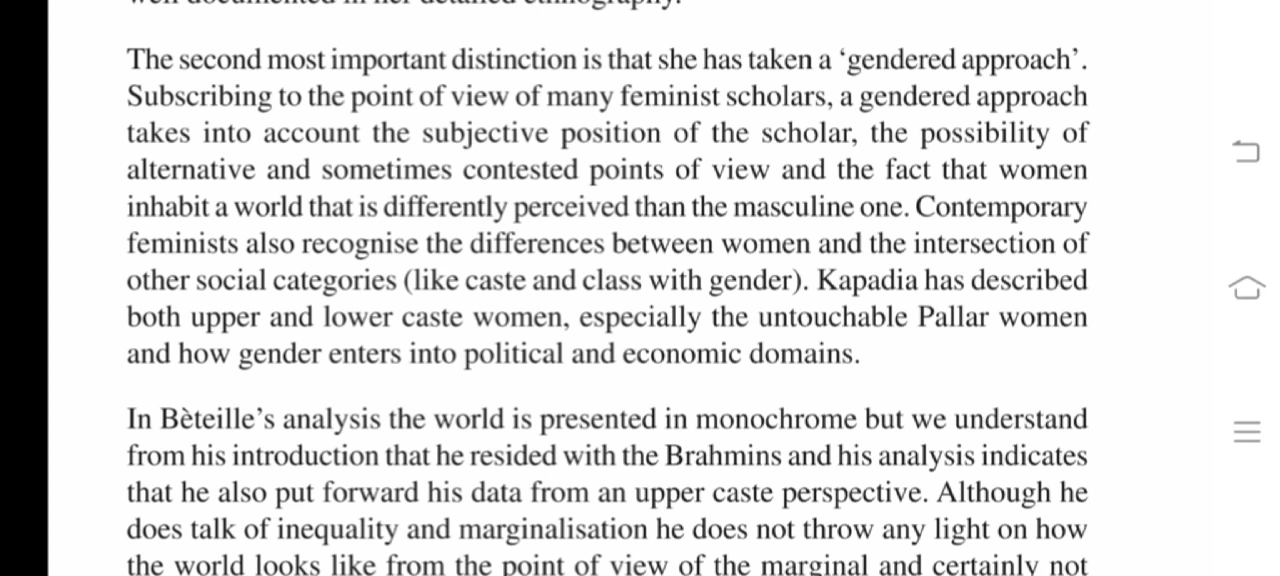 The second most important distinction is that she has taken a ‘gendered approach’.
Subscribing to the point of view of many feminist scholars, a gendered approach
takes into account the subjective position of the scholar, the possibility of
alternative and sometimes contested points of view and the fact that women
inhabit a world that is differently perceived than the masculine one. Contemporary
feminists also recognise the differences between women and the intersection of
other social categories (like caste and class with gender). Kapadia has described
both upper and lower caste women, especially the untouchable Pallar women
and how gender enters into political and economic domains.
In Bèteille’s analysis the world is presented in monochrome but we understand
from his introduction that he resided with the Brahmins and his analysis indicates
that he also put forward his data from an upper caste perspective. Although he
does talk of inequality and marginalisation he does not throw any light on how
the world looks like from the point of view of the marginal and certainly not